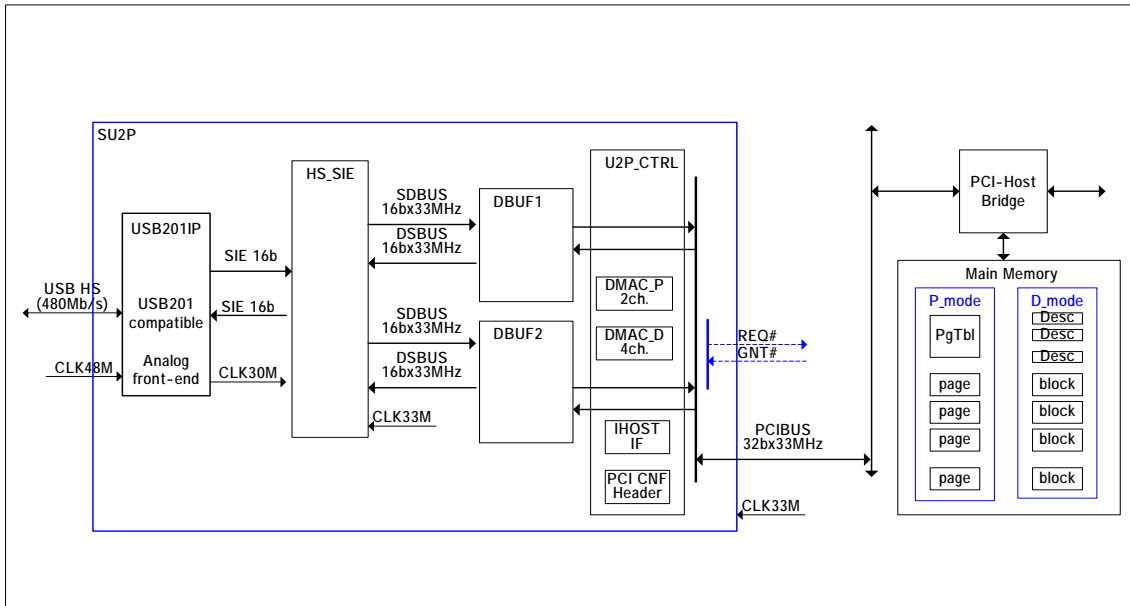 SU2P
USB HS
(480Mb/s)
CLK48M
USB201IP
USB201
compatible
Analog
front-end
SIE 16b
SIE 16b
CLK30M
HS_SIE
CLK33M
SDBUS
16bx33MHz
DSBUS
16bx33MHz
SDBUS
16bx33MHz
DSBUS
16bx33MHz
DBUF1
DBUF2
U2P_CTRL
DMAC_P
2ch.
DMAC_D
4ch.
IHOST
IF
PCI CNF
Header
REQ#
GNT#
PCIBUS
32bx33MHz
CLK33M
PCI-Host
Bridge
Main Memory
P_mode
PgTbl
page
page
page
page
D_mode
Desc
Desc
Desc
block
block
block
block